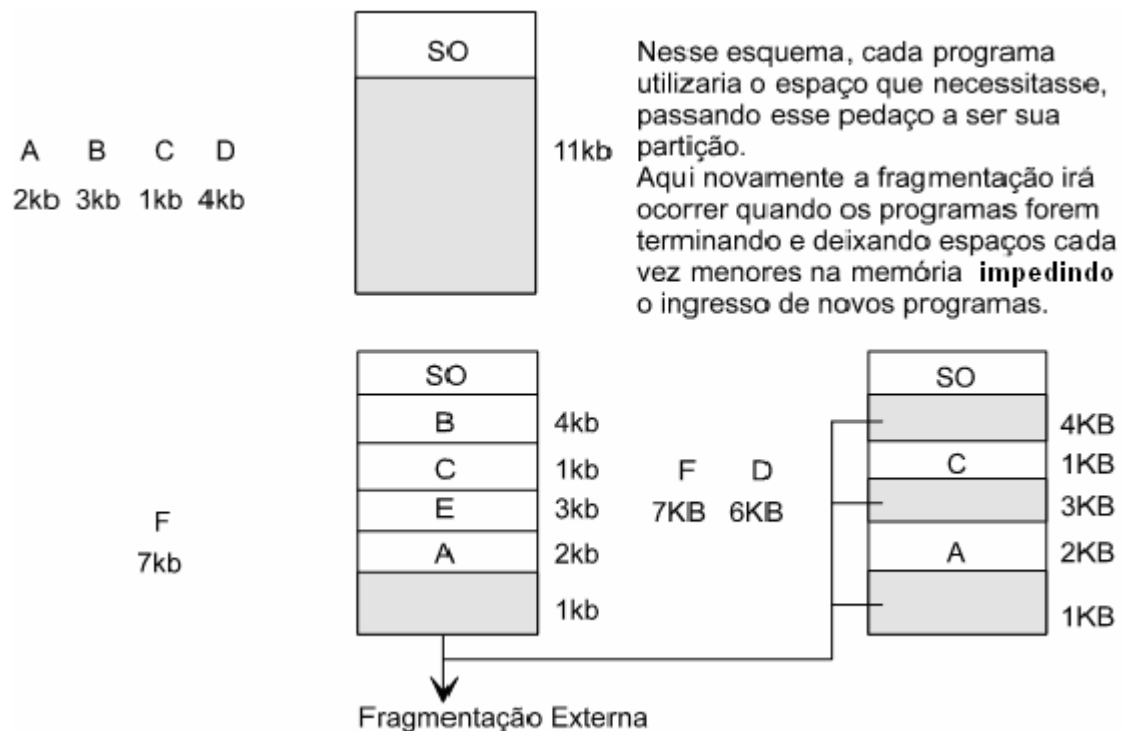 SO
Nesse esquema, cada programa
utilizaria o espaço que necessitasse,
passando esse pedaço a ser sua
partição.
Aqui novamente a fragmentação irá
ocorrer quando os programas forem
terminando e deixando espaços cada
vez menores na memória impedindo
o ingresso de novos programas.
A B C D
2kb 3kb 1kb 4kb
11kb
SO
B 4kb
C 1kb
E 3kb
A 2kb
1kb
F
7kb
F D
7KB 6KB
SO
4KB
C 1KB
3KB
A 2KB
1KB
Fragmentação Externa